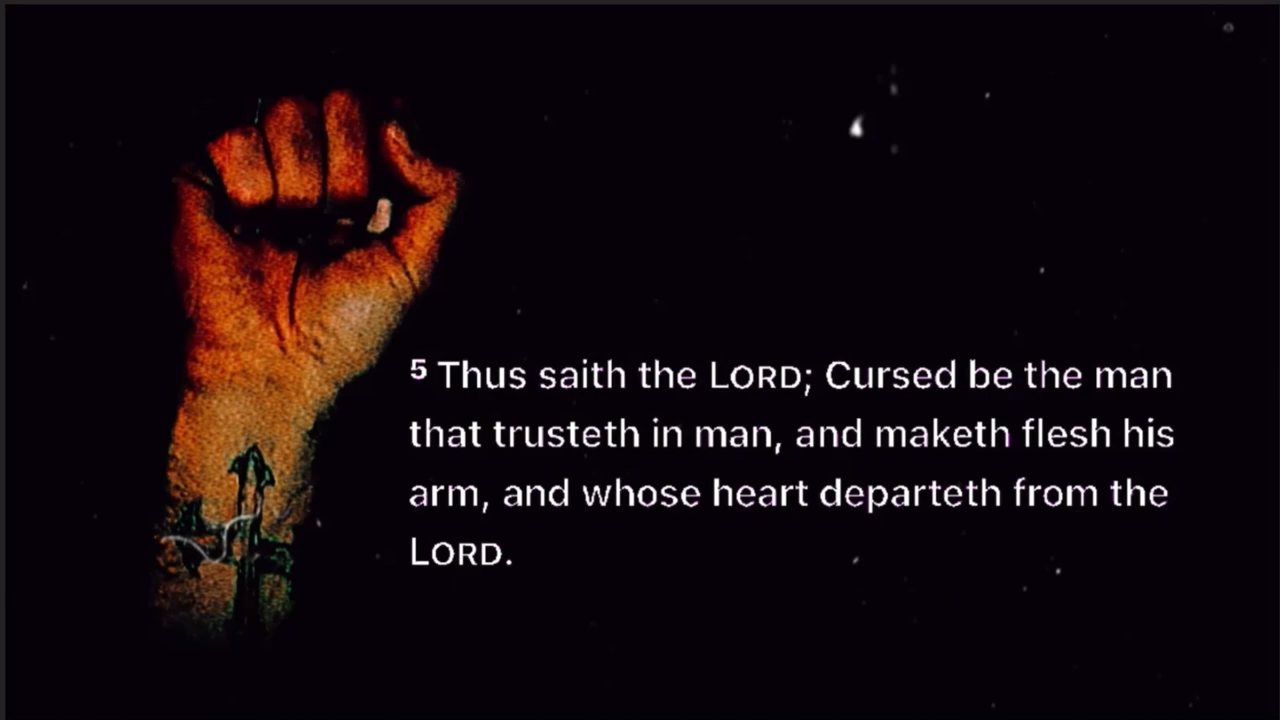 5 Thus saith the LORD; Cursed be the man
that trusteth in man, and maketh flesh his
arm, and whose heart departeth from the
LORD.